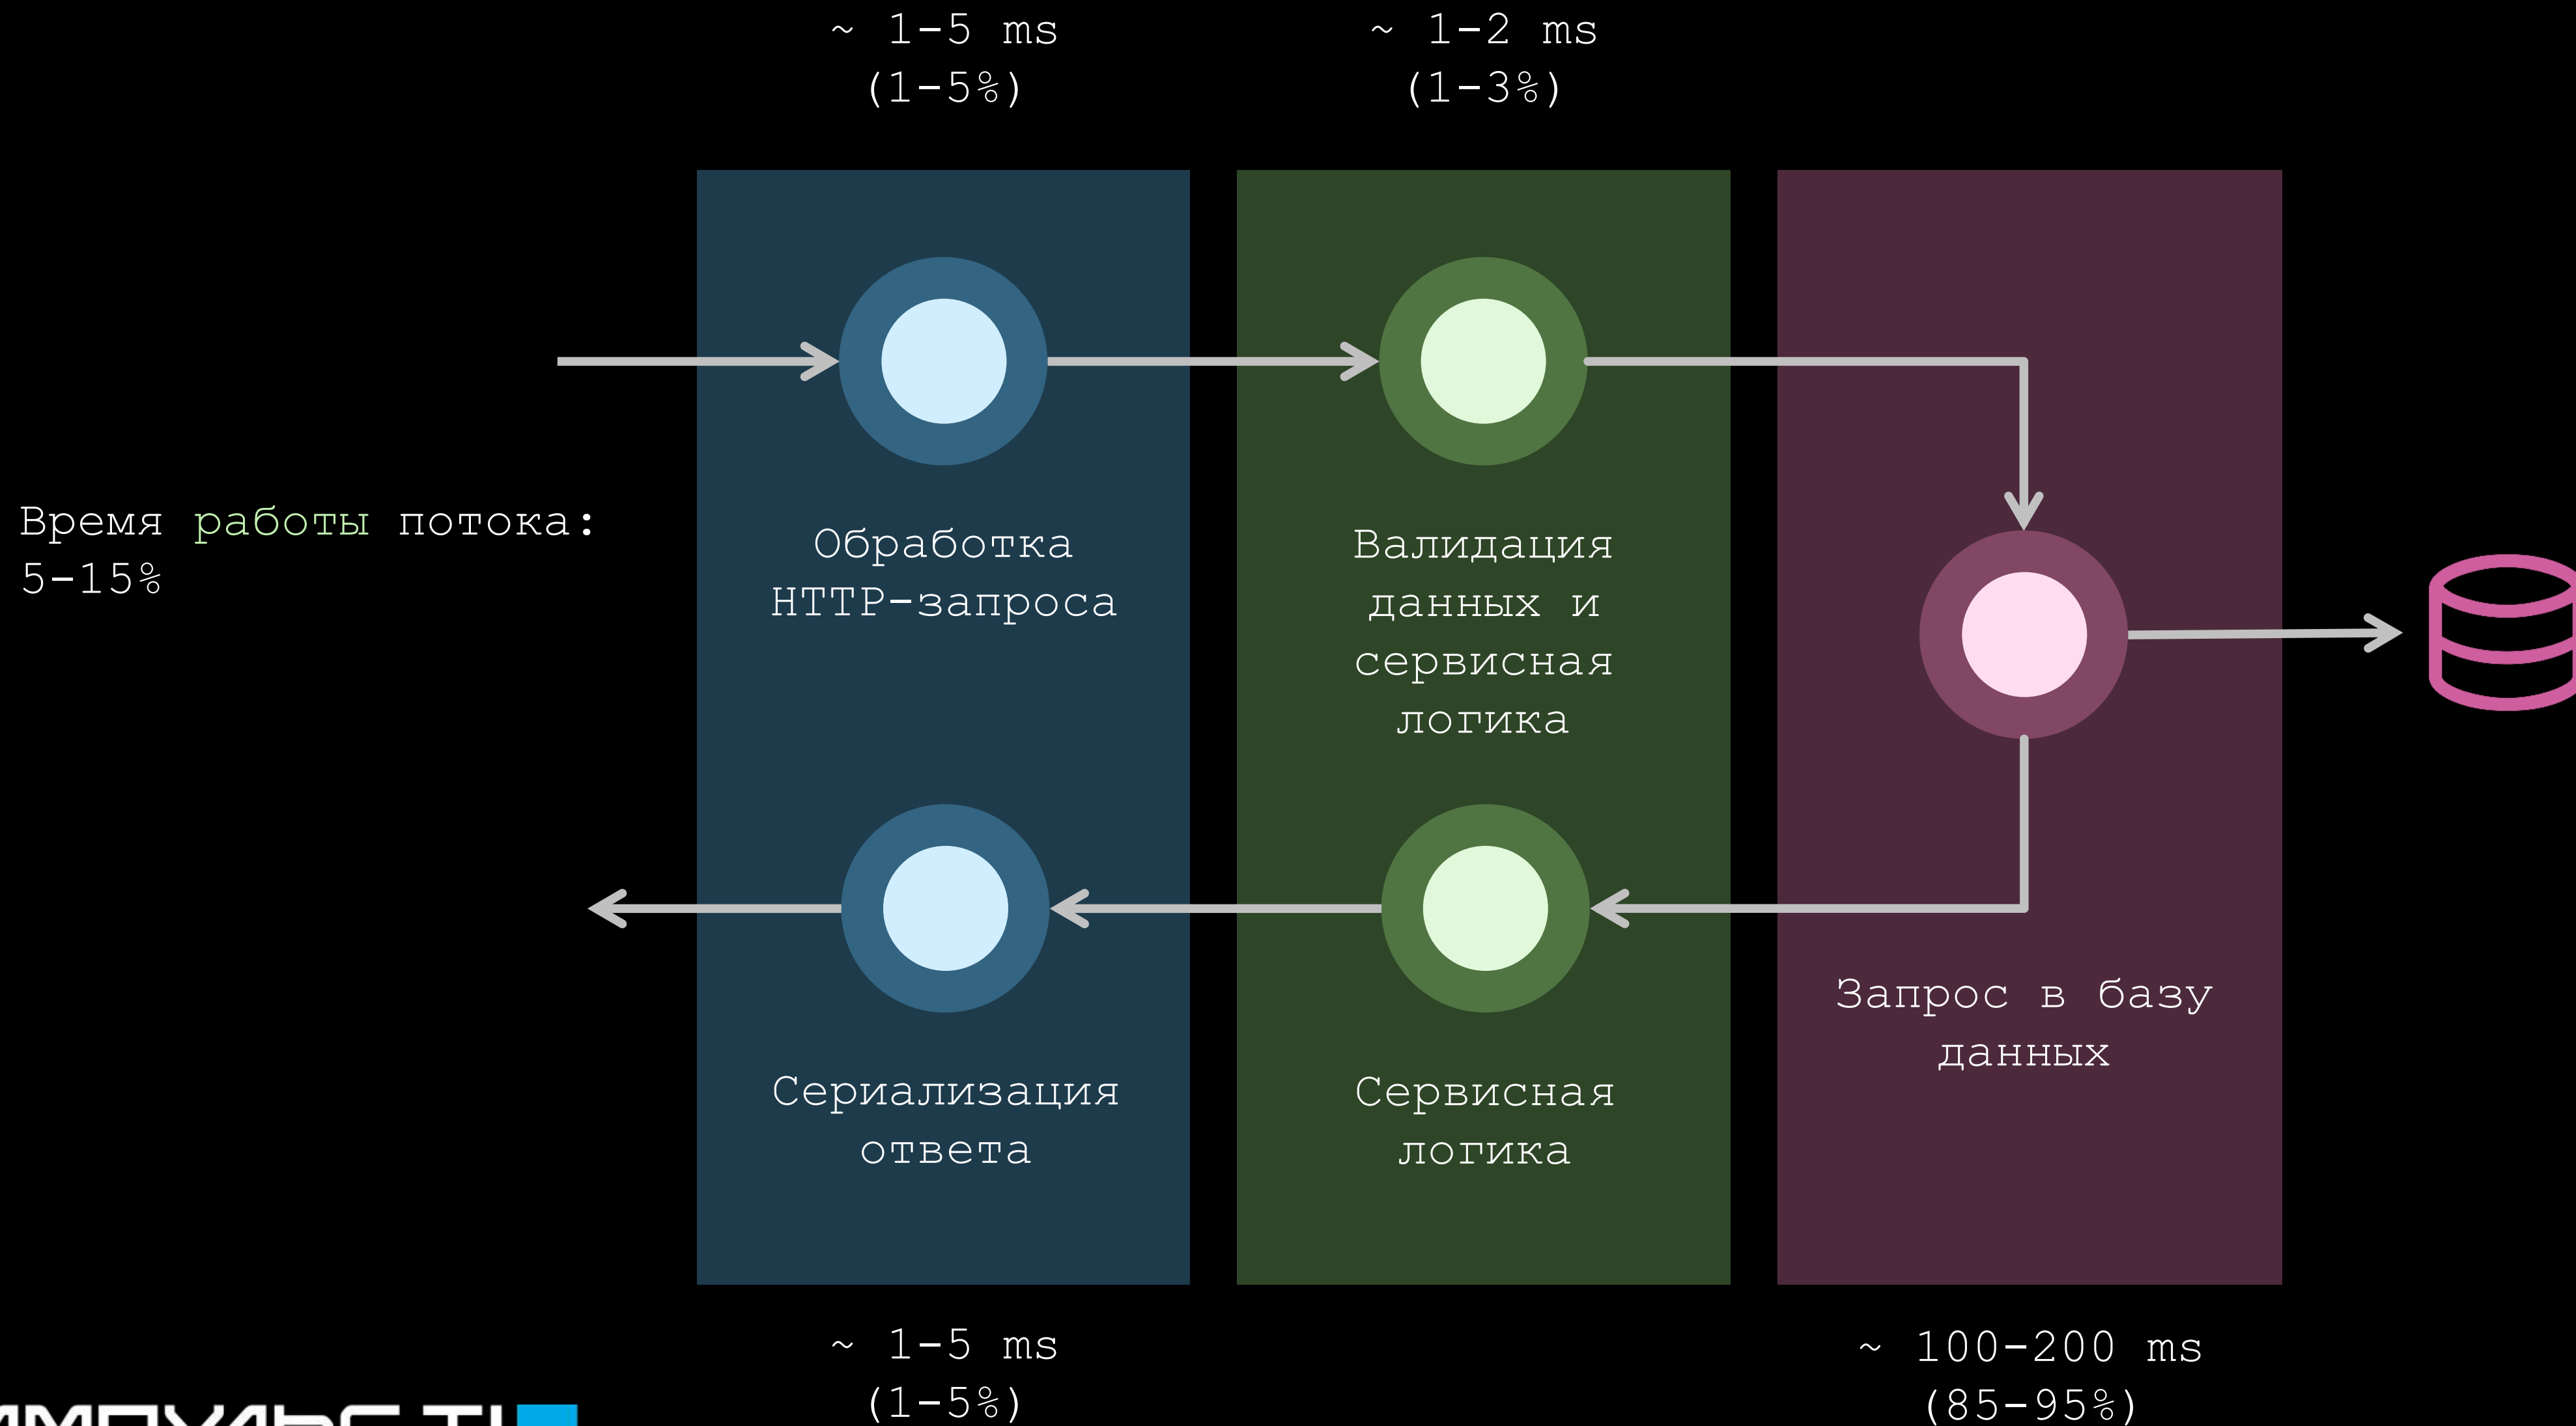 ~ 1-5 ms
(1-5%)
~ 1-2 ms
(1-3%)
Время работы потока:
5-15%
Обработка
HTTP-запроса
Валидация
данных и
сервисная
логика
Сериализация
ответа
Сервисная
логика
Запрос в базу
данных
~ 1-5 ms
(1-5%)
~ 100-200 ms
(85-95%)